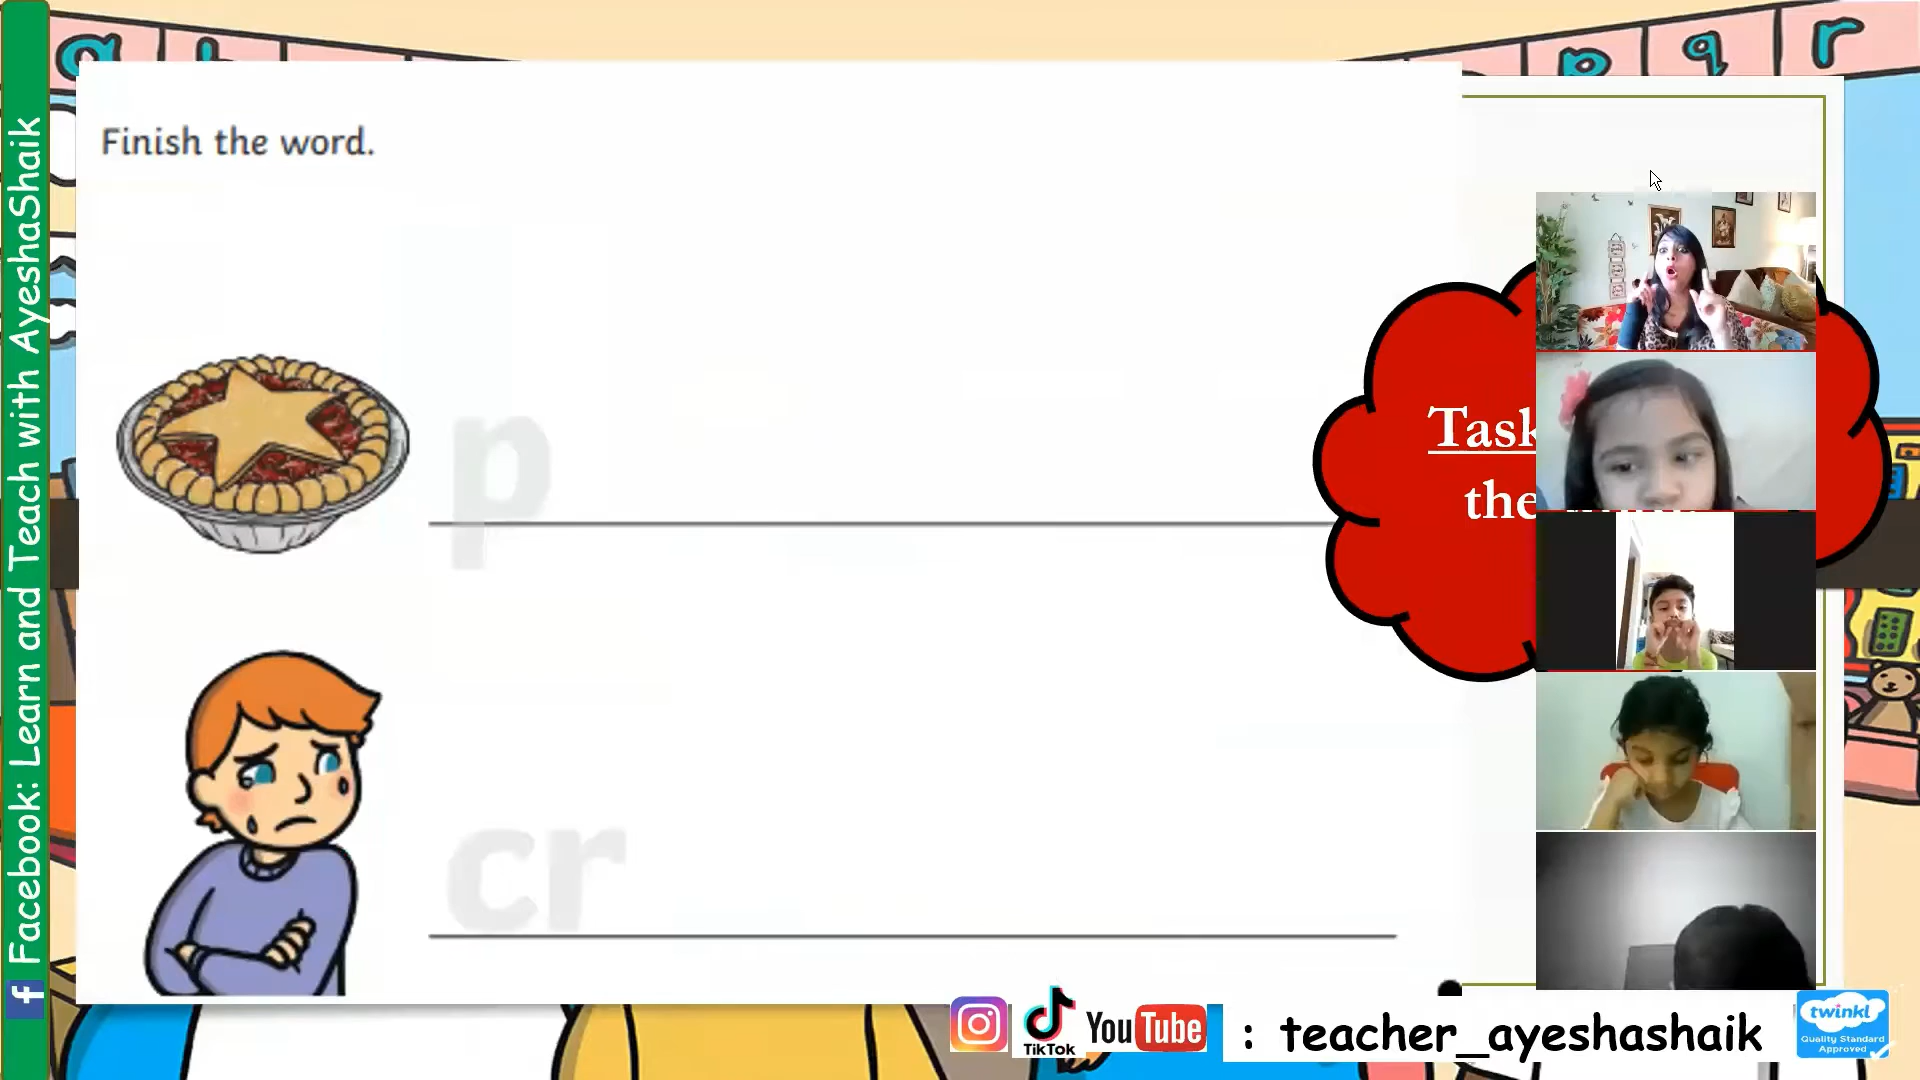 a
p q r
Facebook: Learn and Teach with AyeshaShaik
Finish the word.
p
cr
Task
the
TikTok
YouTube
: teacher_ayeshashaik
twinkl
Quality Standard
Approved